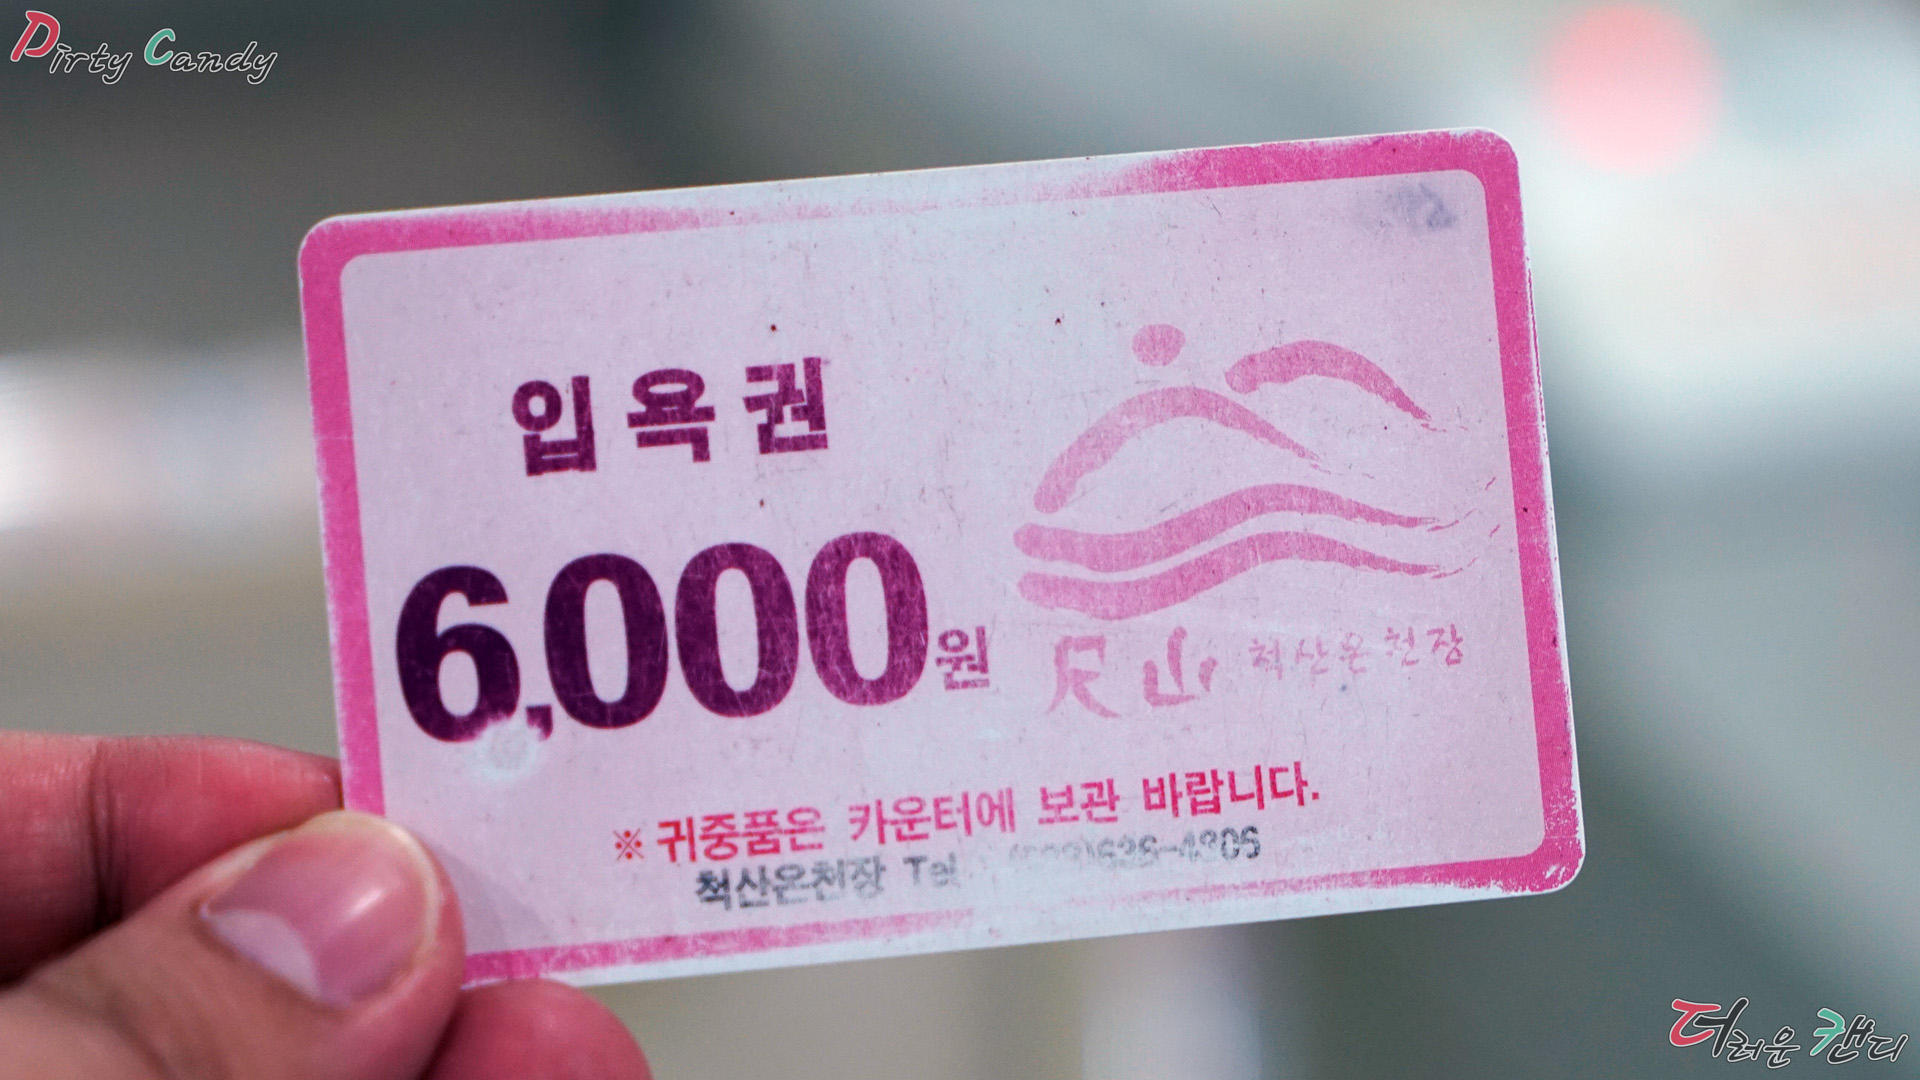 Dirty Candy
입욕권
6,000원
尺山 척산온천장
※ 귀중품은 카운터에 보관 바랍니다.
척산온천장 Tel
더러운 캔디